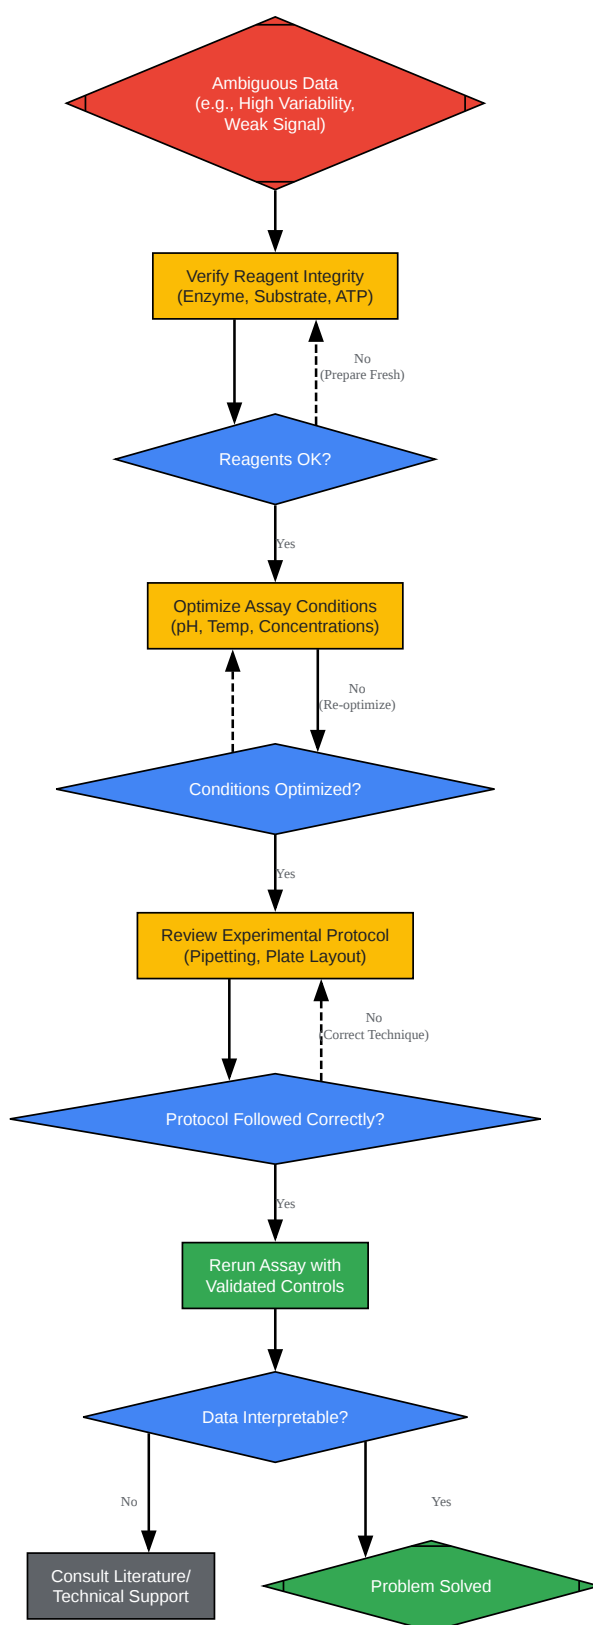 Ambiguous Data
(e.g., High Variability,
Weak Signal)
Verify Reagent Integrity
(Enzyme, Substrate, ATP)
No
(Prepare Fresh)
Reagents OK?
Yes
Optimize Assay Conditions
(pH, Temp, Concentrations)
No
(Re-optimize)
Conditions Optimized?
Yes
Review Experimental Protocol
(Pipetting, Plate Layout)
No
(Correct Technique)
Protocol Followed Correctly?
Yes
Rerun Assay with
Validated Controls
Data Interpretable?
No
Yes
Consult Literature/
Technical Support
Problem Solved